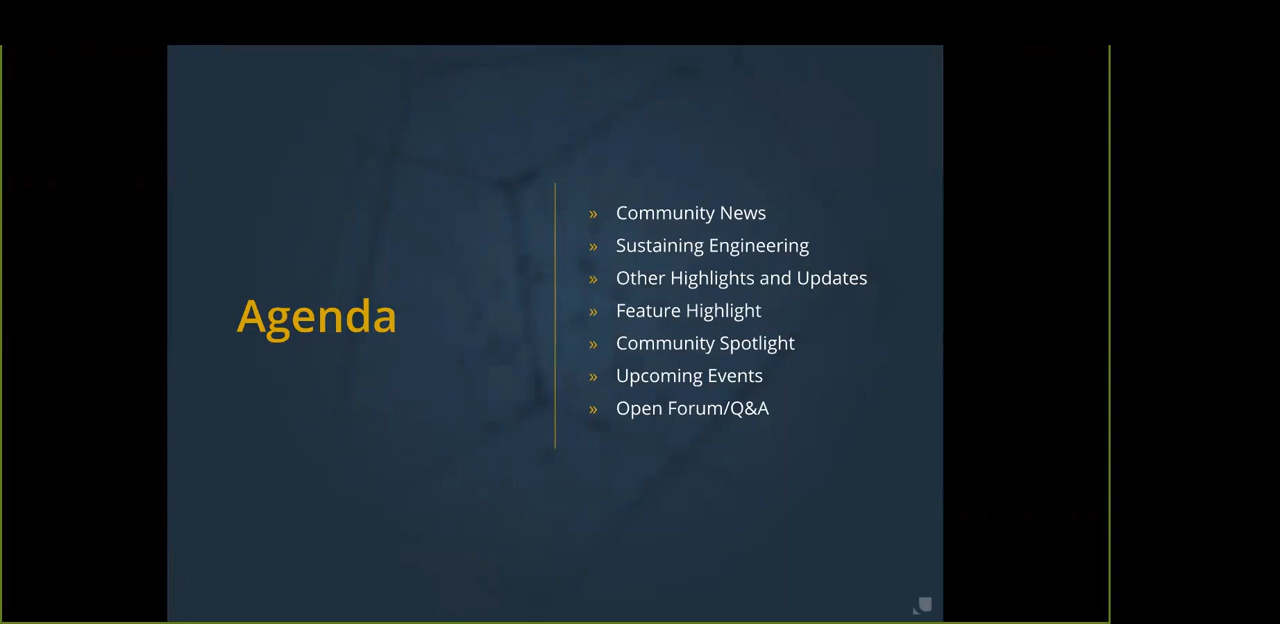 Agenda
» Community News
» Sustaining Engineering
» Other Highlights and Updates
» Feature Highlight
» Community Spotlight
» Upcoming Events
» Open Forum/Q&A